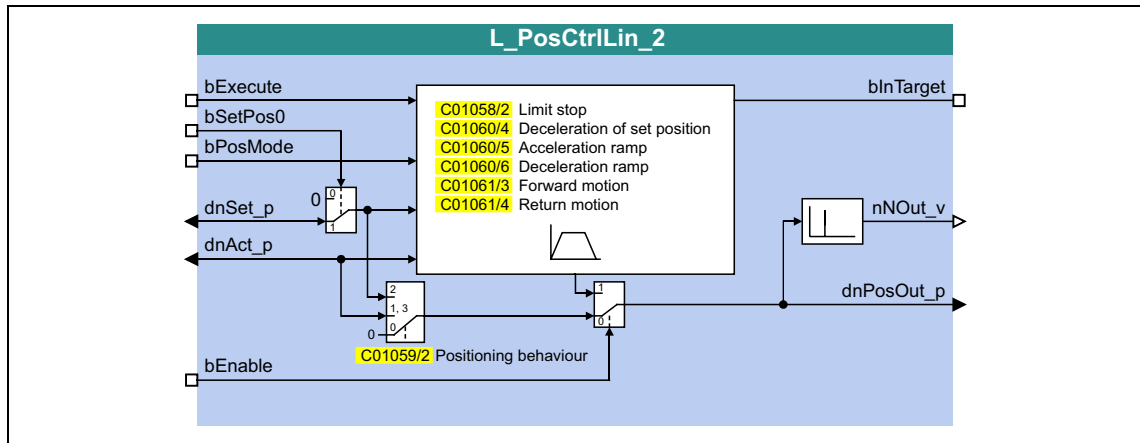 L_PosCtrlLin_2
bExecute
bInTarget
C01058/2 Limit stop
bSetPos0
C01060/4 Deceleration of set position
C01060/5 Acceleration ramp
bPosMode
C01060/6 Deceleration ramp
C01061/3 Forward motion
0
0
C01061/4 Return motion
dnSet_p
1
nNOut_v
dnAct_p
2
1
dnPosOut_p
1, 3
0
0
0
C01059/2 Positioning behaviour
bEnable